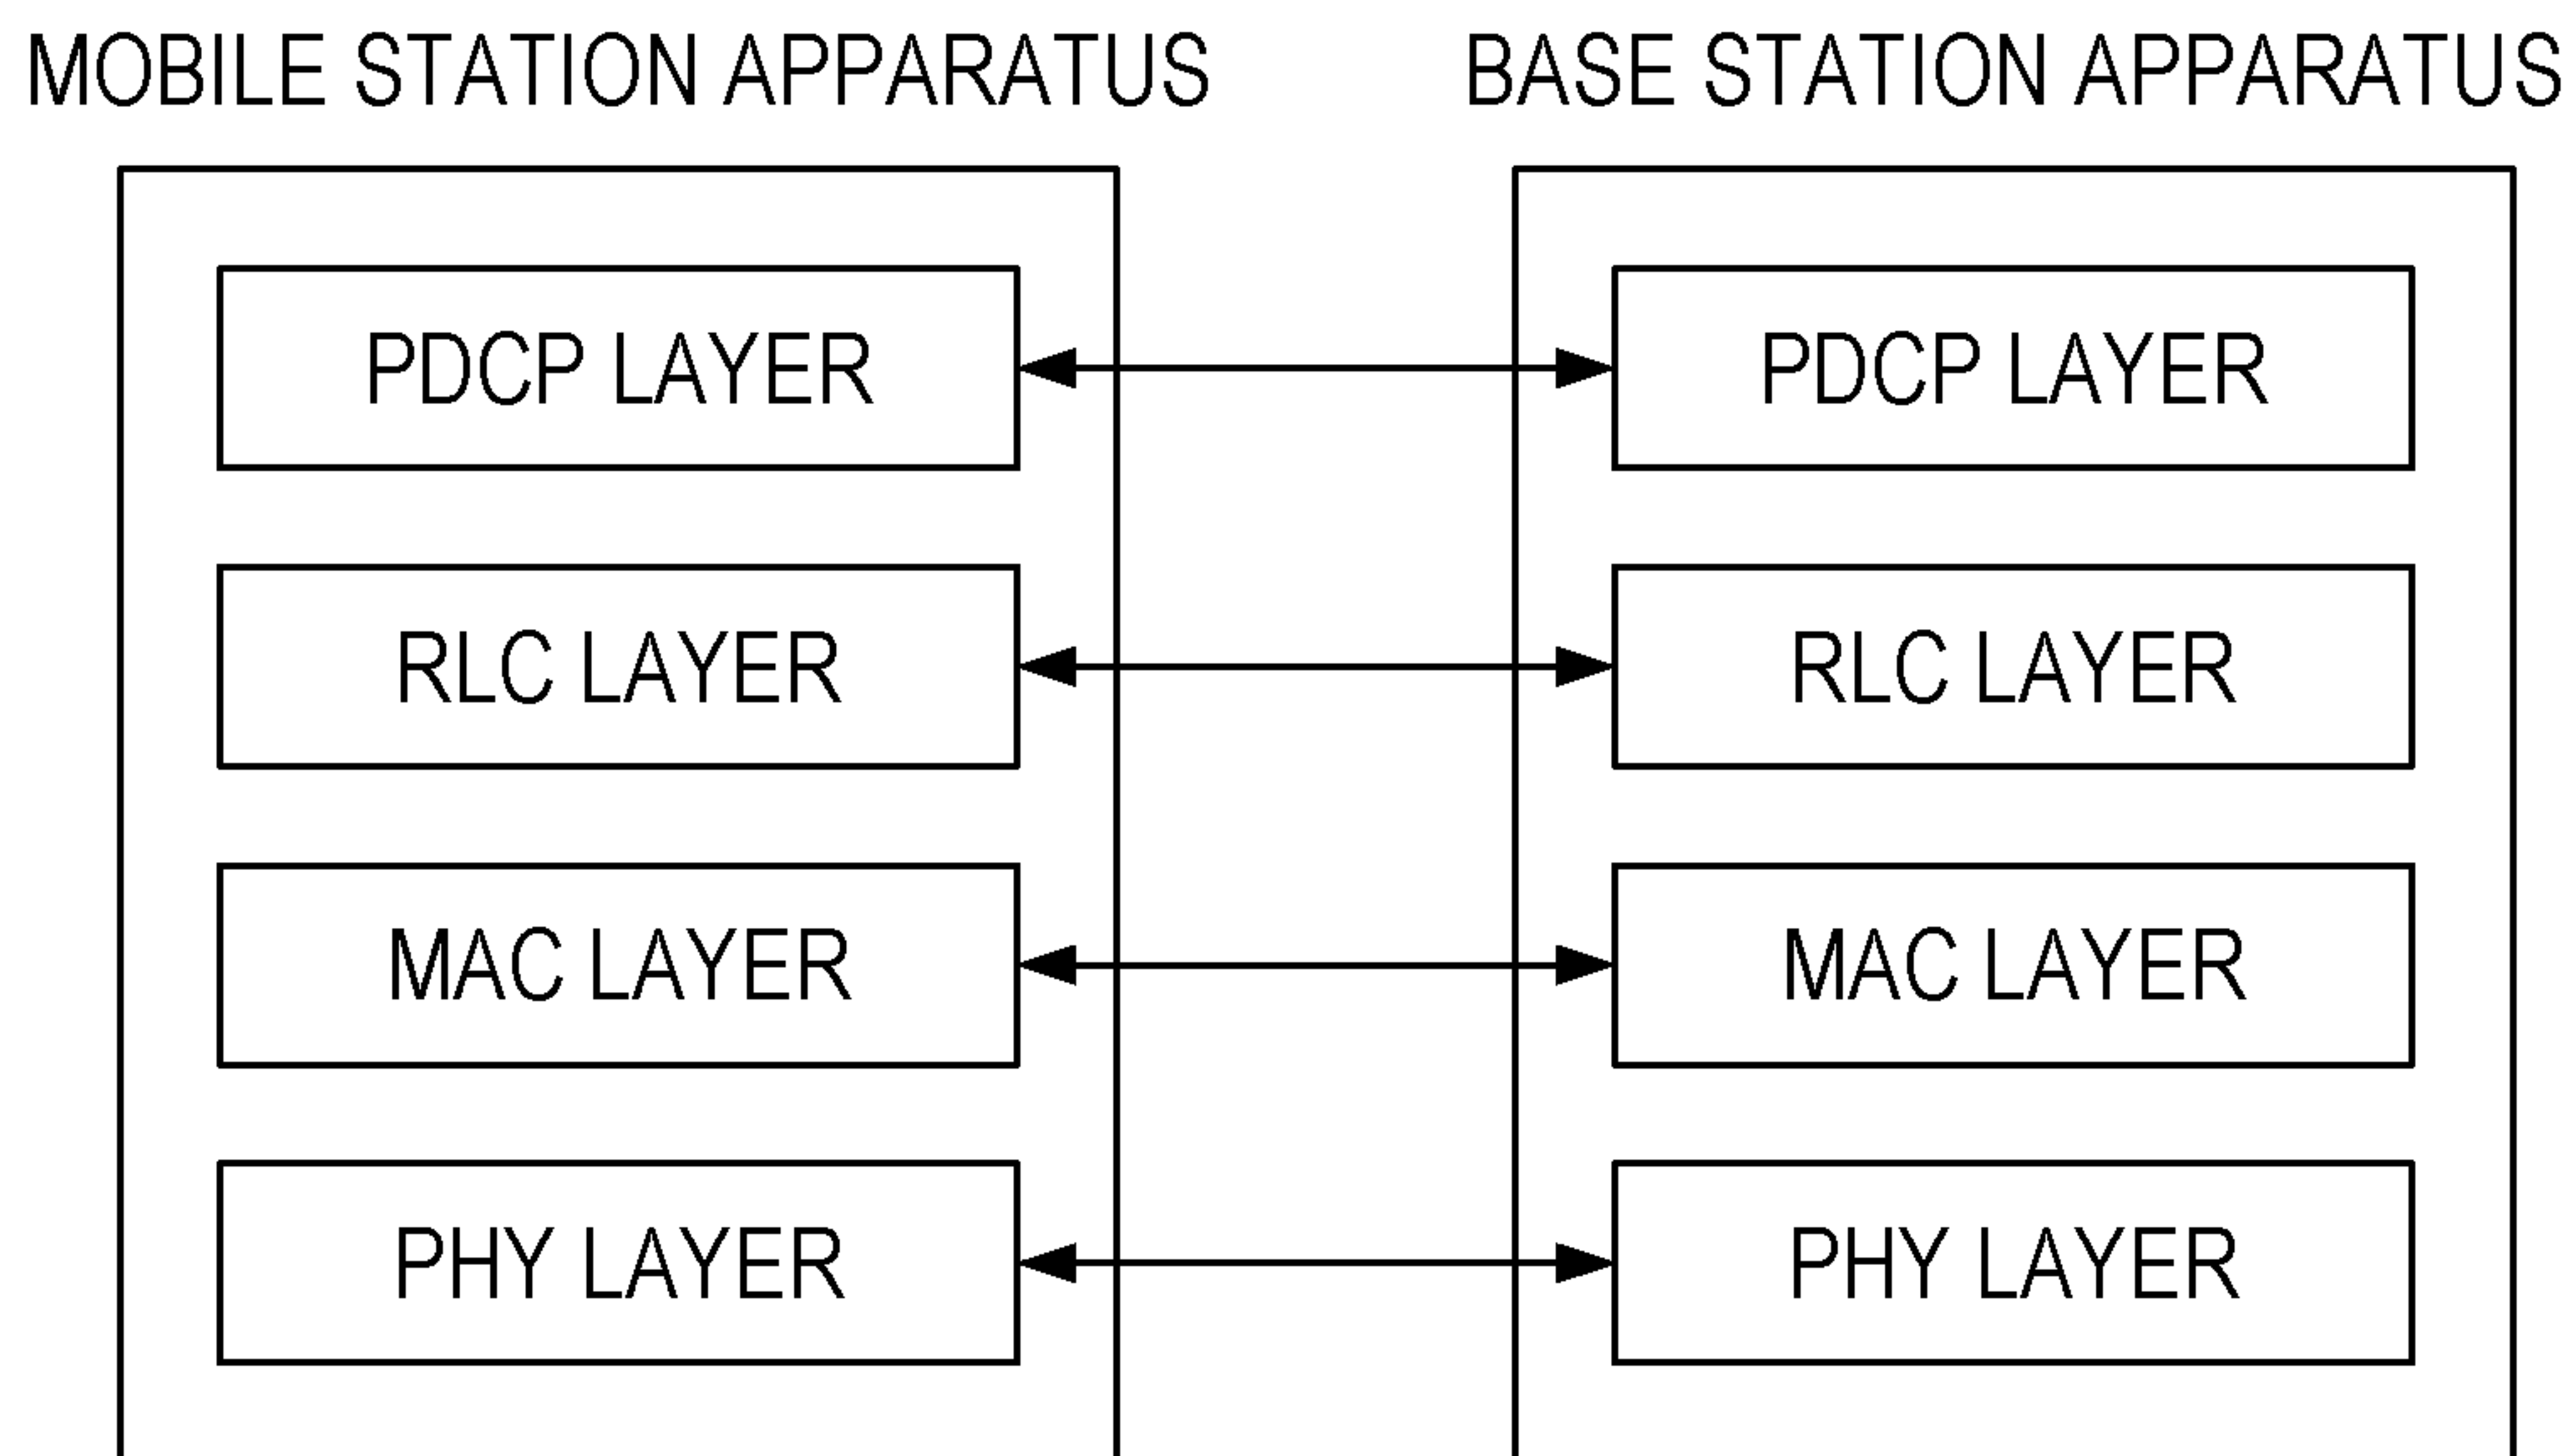 MOBILE STATION APPARATUS
BASE STATION APPARATUS
PDCP LAYER
PDCP LAYER
RLC LAYER
RLC LAYER
MAC LAYER
MAC LAYER
PHY LAYER
PHY LAYER